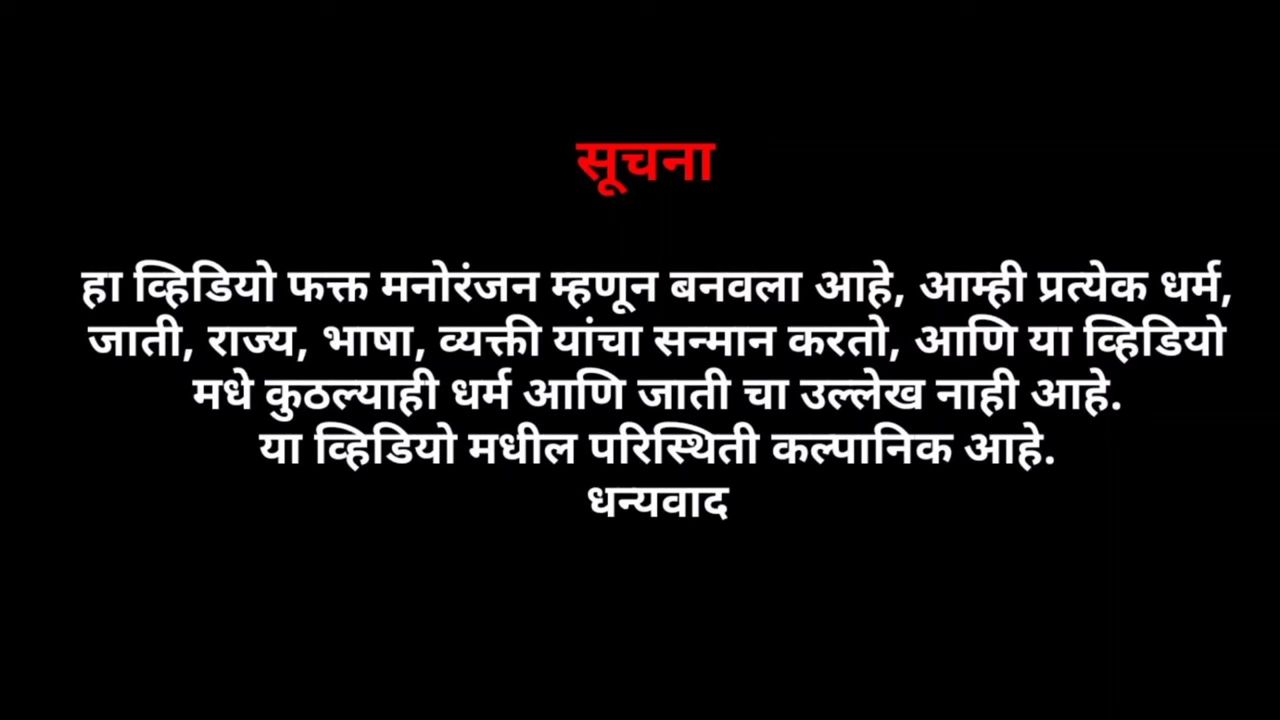 सूचना
हा व्हिडियो फक्त मनोरंजन म्हणून बनवला आहे, आम्ही प्रत्येक धर्म,
जाती, राज्य, भाषा, व्यक्ती यांचा सन्मान करतो, आणि या व्हिडियो
मधे कुठल्याही धर्म आणि जाती चा उल्लेख नाही आहे.
या व्हिडियो मधील परिस्थिती कल्पानिक आहे.
धन्यवाद